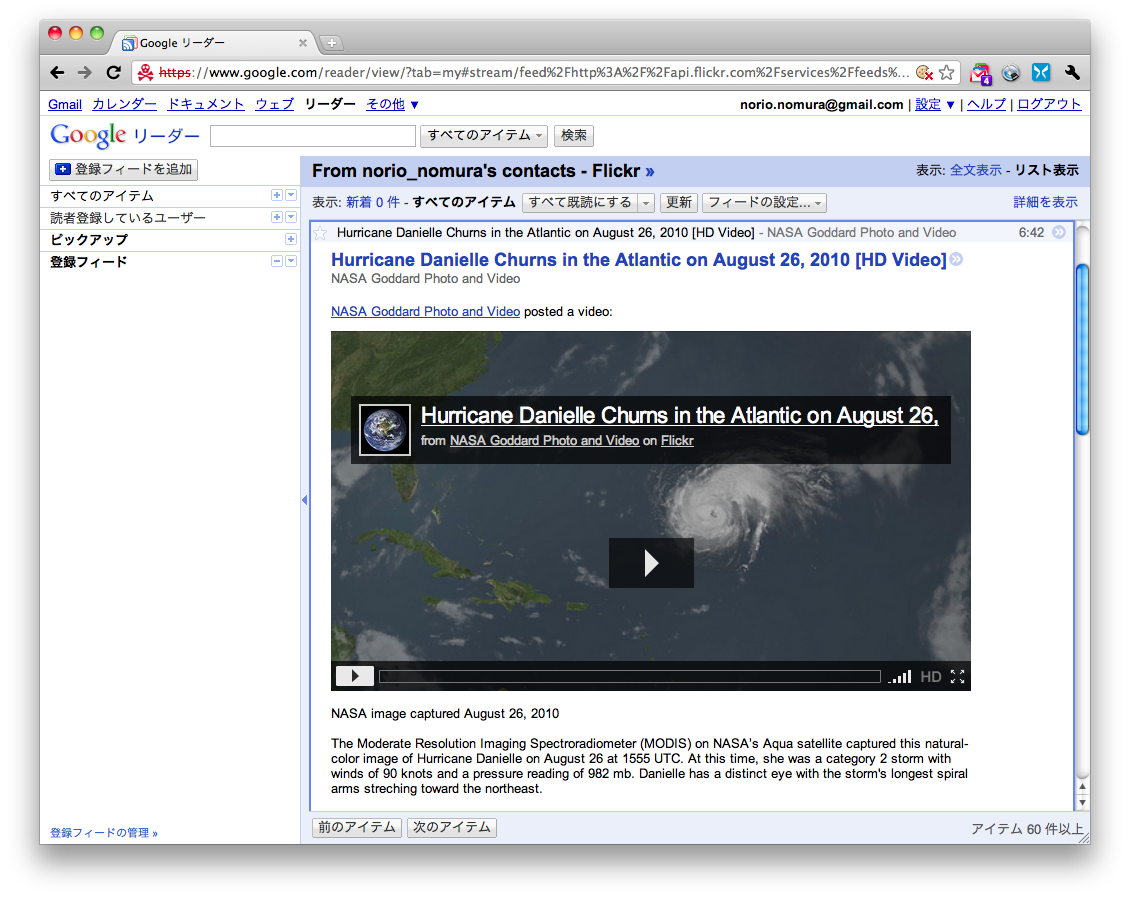 Google リーダー
https://www.google.com/reader/view/?tab=my#stream/feed%2Fhttp%3A%2F%2Fapi.flickr.com%2Fservices%2Ffeeds%...
4
Gmail カレンダー ドキュメント ウェブ リーダー その他 ▼
norio.nomura@gmail.com | 設定 ▼ | ヘルプ | ログアウト
Google リーダー
すべてのアイテム
検索
登録フィードを追加
すべてのアイテム
読者登録しているユーザー
ピックアップ
登録フィード
From norio_nomura's contacts - Flickr »
表示: 全文表示 - リスト表示
表示: 新着 0 件 - すべてのアイテム すべて既読にする 更新 フィードの設定... 詳細を表示
Hurricane Danielle Churns in the Atlantic on August 26, 2010 [HD Video] - NASA Goddard Photo and Video 6:42
Hurricane Danielle Churns in the Atlantic on August 26, 2010 [HD Video]
NASA Goddard Photo and Video
NASA Goddard Photo and Video posted a video:
Hurricane Danielle Churns in the Atlantic on August 26,
from NASA Goddard Photo and Video on Flickr
HD
NASA image captured August 26, 2010
The Moderate Resolution Imaging Spectroradiometer (MODIS) on NASA's Aqua satellite captured this natural-
color image of Hurricane Danielle on August 26 at 1555 UTC. At this time, she was a category 2 storm with
winds of 90 knots and a pressure reading of 982 mb. Danielle has a distinct eye with the storm's longest spiral
arms streching toward the northeast.
登録フィードの管理 »
前のアイテム 次のアイテム
アイテム 60 件以上